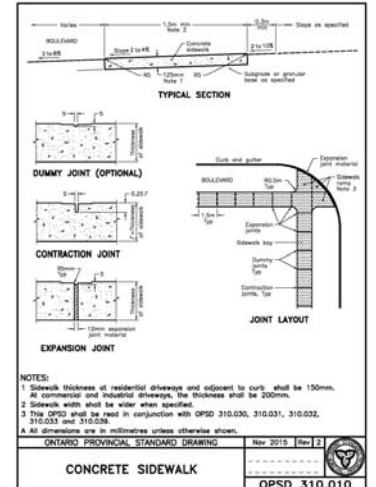 Varies
1.5m min
Note 2
0.3m
min
Slope as specified
BOULEVARD
2 to 8%
Slope 2 to 4%
Concrete
sidewalk
2 to 10%
R5
125mm
Note 1
R5
Subgrade or granular
base as specified
TYPICAL SECTION
5
5
Thickness
of sidewalk
DUMMY JOINT (OPTIONAL)
5
0.25T
T=Thickness
of sidewalk
CONTRACTION JOINT
R5mm
Typ
5
Thickness
of sidewalk
12mm expansion
joint material
EXPANSION JOINT
Curb and gutter
Expansion
joint material
BOULEVARD
R0.5m
Typ
Sidewalk
ramp
Note 3
1.5m
Typ
Expansion
joints
Sidewalk bay
Dummy
joints,
Typ
Contraction
joints, Typ
JOINT LAYOUT
NOTES:
1 Sidewalk thickness at residential driveways and adjacent to curb shall be 150mm.
At commercial and industrial driveways, the thickness shall be 200mm.
2 Sidewalk width shall be wider when specified.
3 This OPSD shall be read in conjunction with OPSD 310.030, 310.031, 310.032,
310.033 and 310.039.
A All dimensions are in millimetres unless otherwise shown.
ONTARIO PROVINCIAL STANDARD DRAWING
Nov 2015
Rev 2
CONCRETE SIDEWALK
OPSD 310.010